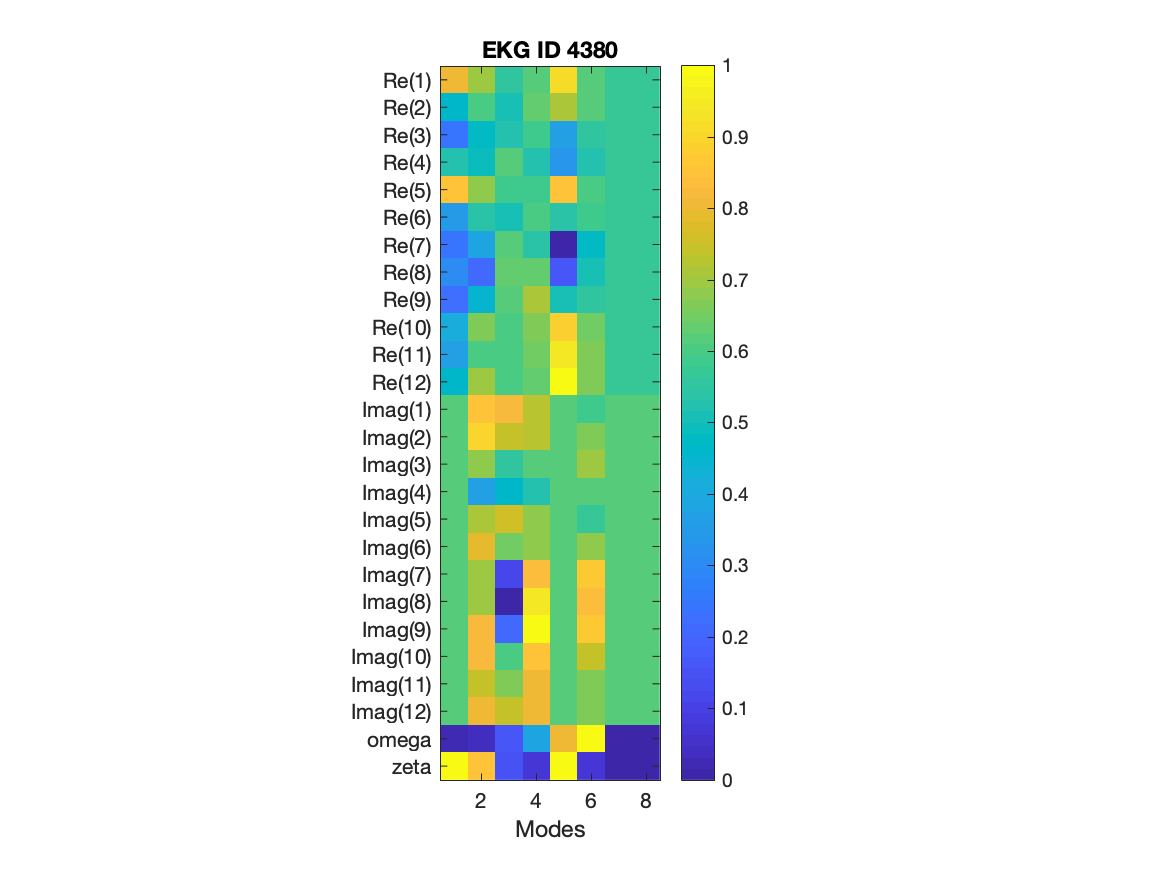 EKG ID 4380
Re(1)
Re(2)
Re(3)
Re(4)
Re(5)
Re(6)
Re(7)
Re(8)
Re(9)
Re(10)
Re(11)
Re(12)
Imag(1)
Imag(2)
Imag(3)
Imag(4)
Imag(5)
Imag(6)
Imag(7)
Imag(8)
Imag(9)
Imag(10)
Imag(11)
Imag(12)
omega
zeta
2 4 6 8
Modes
1
0.9
0.8
0.7
0.6
0.5
0.4
0.3
0.2
0.1
0